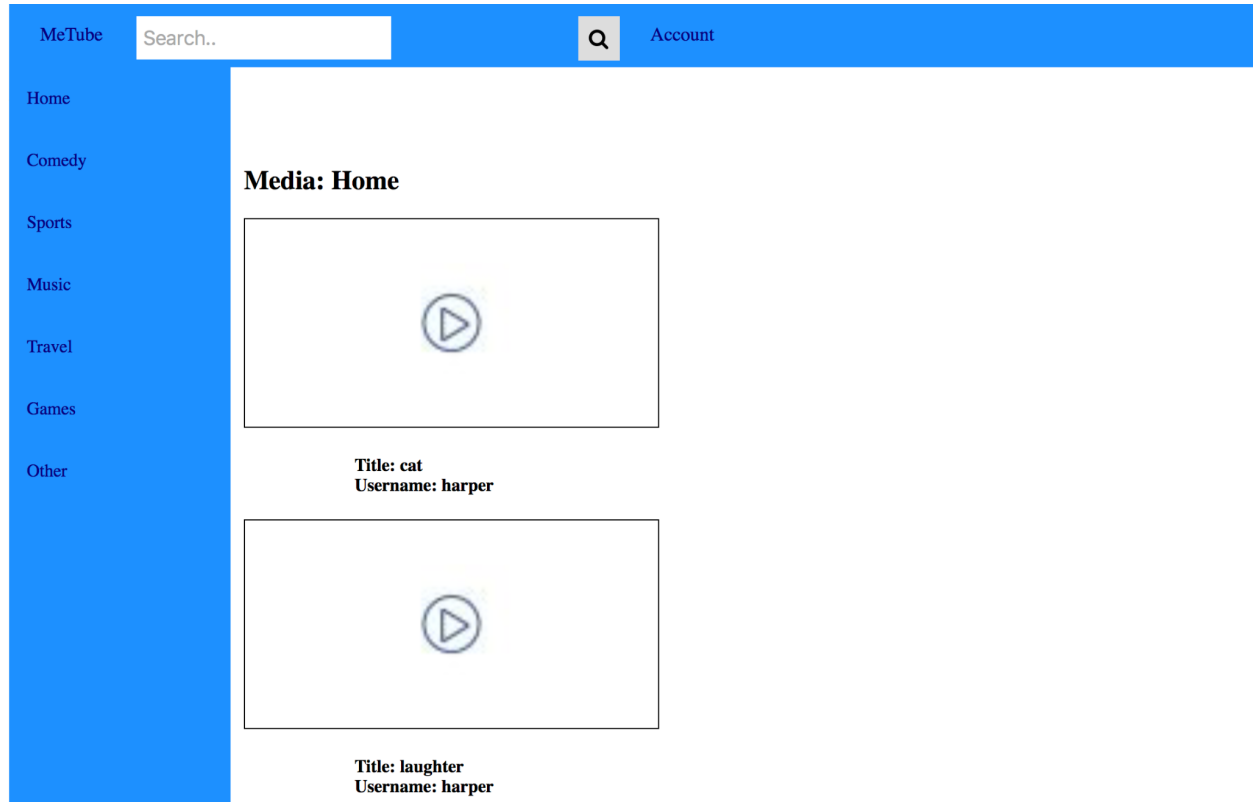 MeTube Search.. Account
Home
Comedy
Sports
Music
Travel
Games
Other
Media: Home
Title: cat
Username: harper
Title: laughter
Username: harper